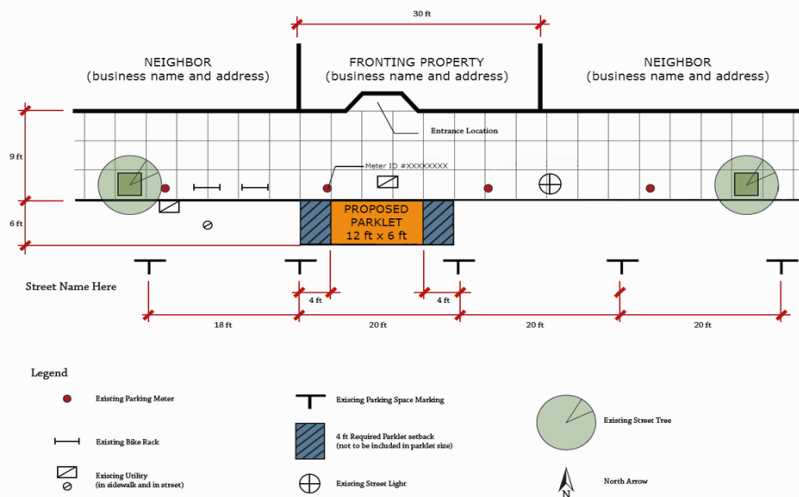 30 ft
NEIGHBOR
(business name and address)
FRONTING PROPERTY
(business name and address)
NEIGHBOR
(business name and address)
Entrance Location
9 ft
Meter ID #XXXXXXXX
6 ft
PROPOSED
PARKLET
12 ft x 6 ft
Street Name Here
4 ft
4 ft
18 ft
20 ft
20 ft
20 ft
Legend
Existing Parking Meter
Existing Parking Space Marking
Existing Street Tree
Existing Bike Rack
4 ft Required Parklet setback
(not to be included in parklet size)
Existing Utility
(in sidewalk and in street)
Existing Street Light
N
North Arrow